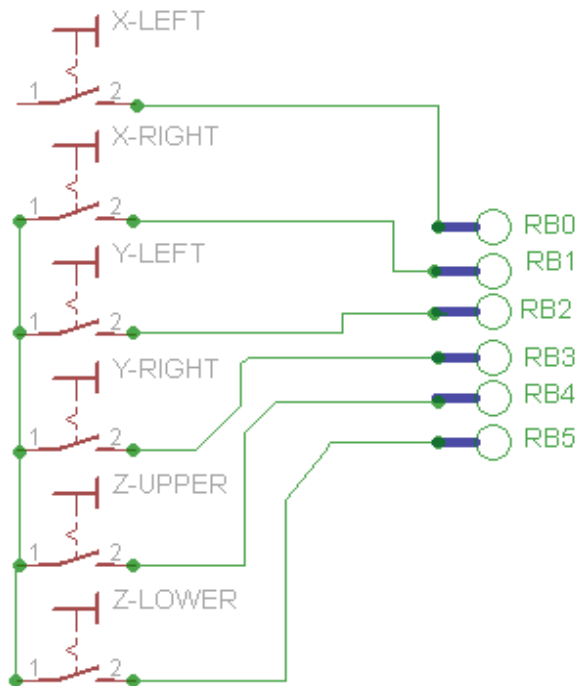 X-LEFT
1 2
X-RIGHT
1 2
Y-LEFT
1 2
Y-RIGHT
1 2
Z-UPPER
1 2
Z-LOWER
1 2
RB0
RB1
RB2
RB3
RB4
RB5